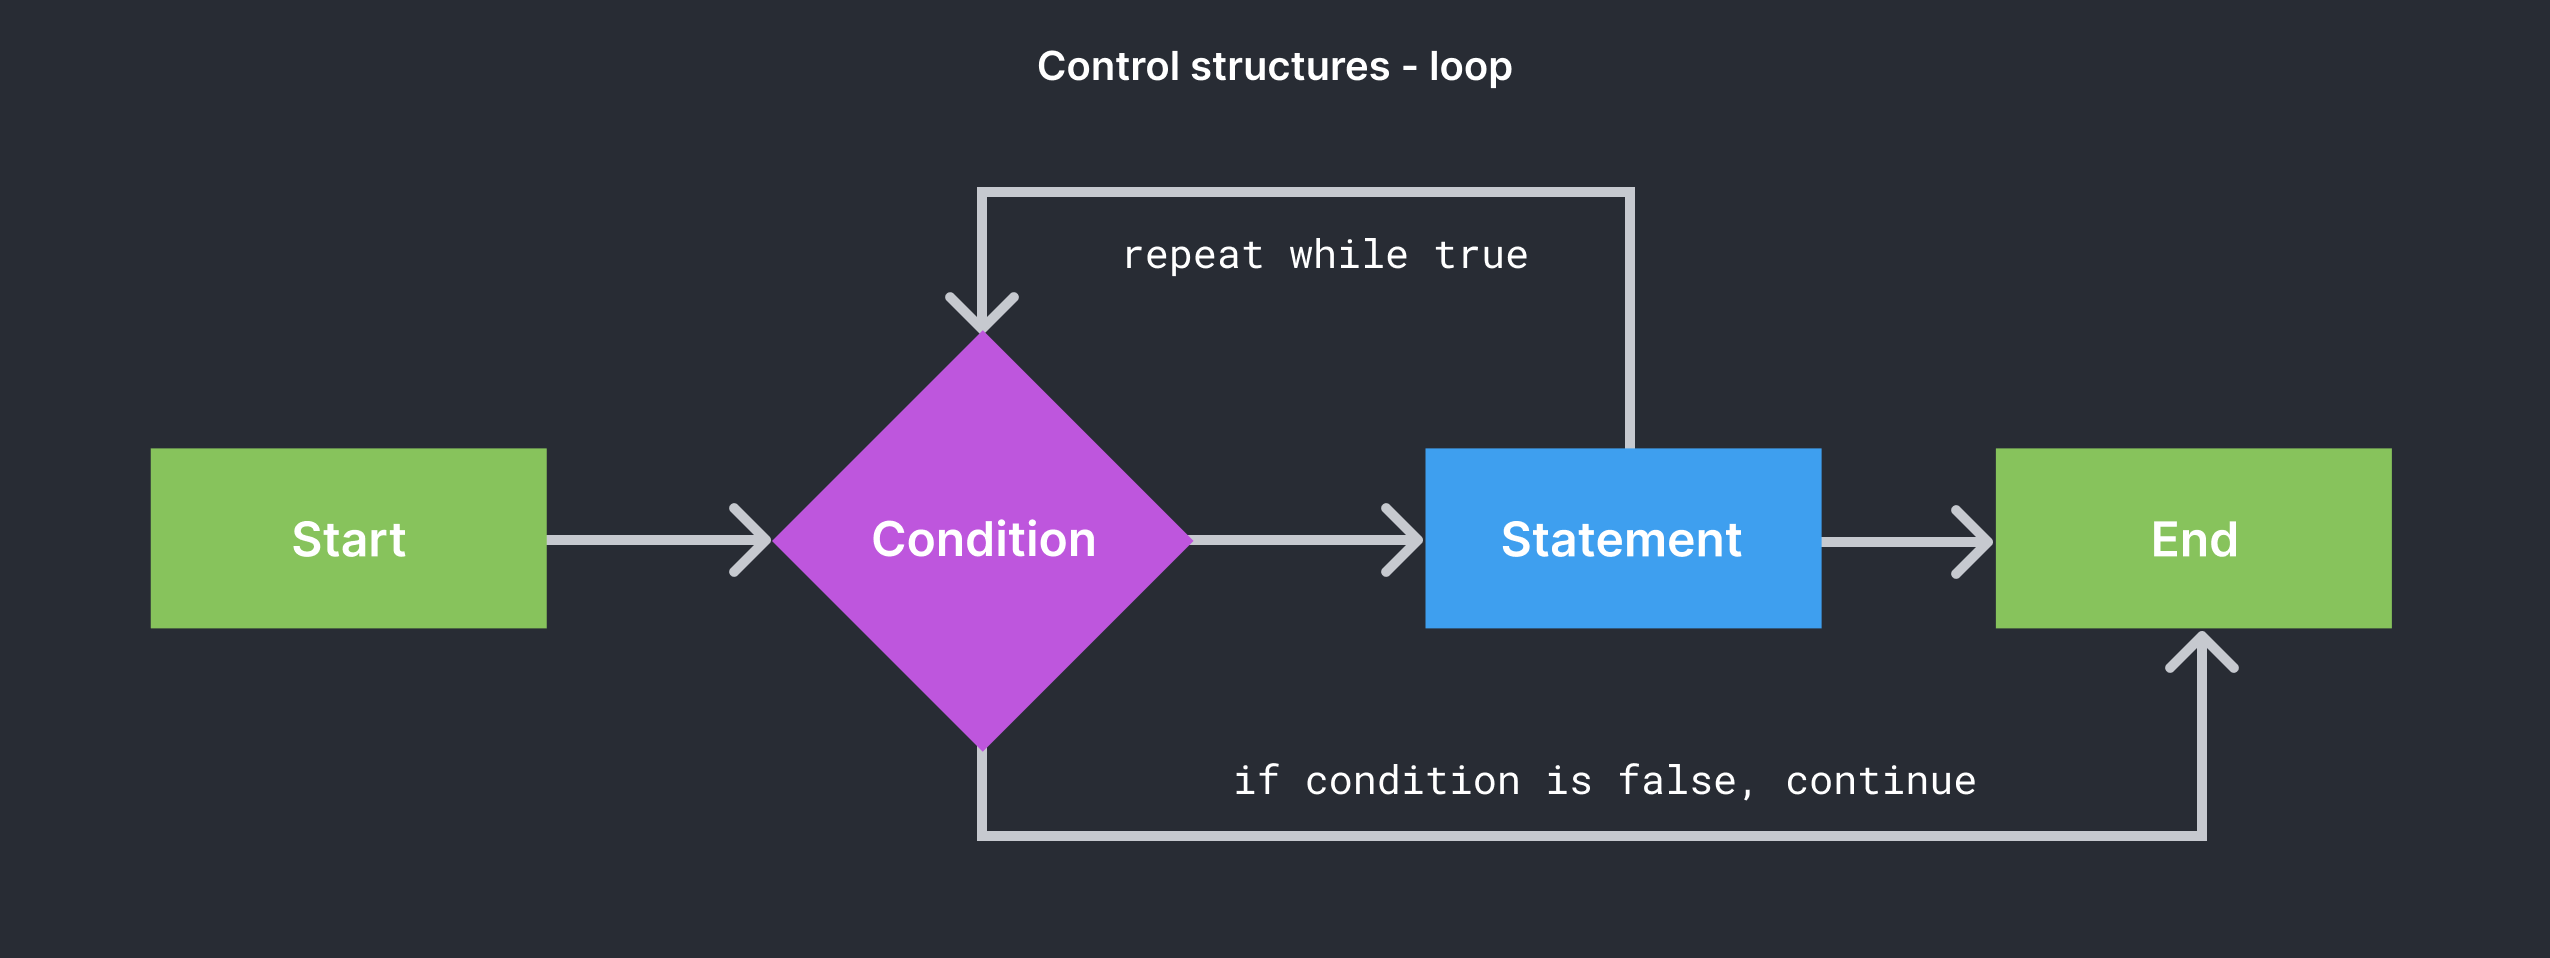 Control structures - loop
repeat while true
Start
Condition
Statement
End
if condition is false, continue